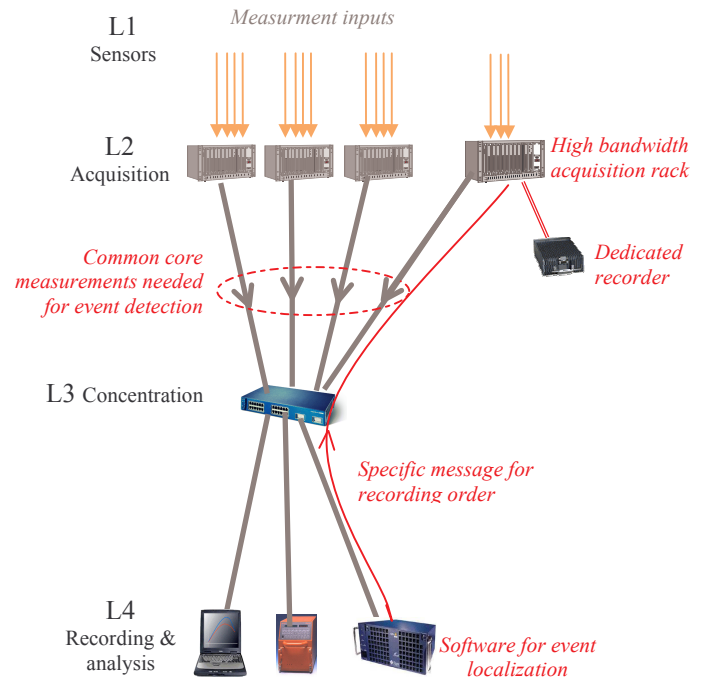 L1
Sensors
Measurment inputs
L2
Acquisition
High bandwidth
acquisition rack
Dedicated
recorder
Common core
measurements needed
for event detection
L3 Concentration
Specific message for
recording order
L4
Recording &
analysis
Software for event
localization